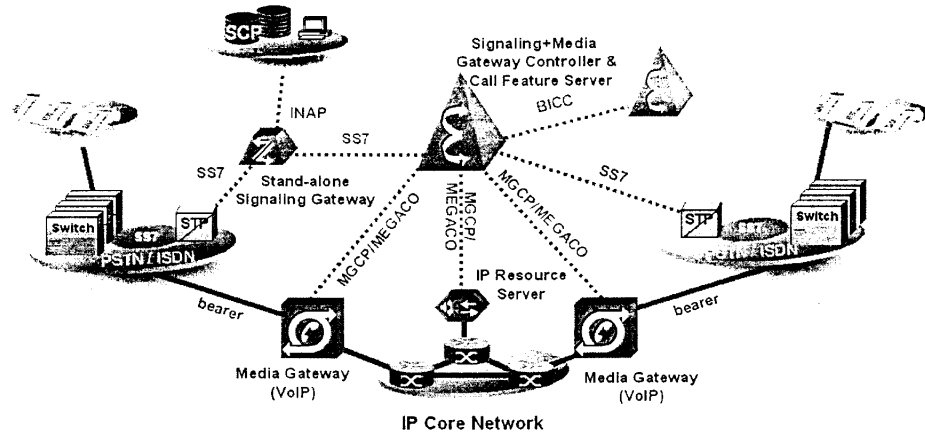 SCP
Signaling+Media
Gateway Controller &
Call Feature Server
INAP
BICC
SS7
SS7
SS7
Stand-alone
Signaling Gateway
Switch
SS7
STP
PSTN / ISDN
MGCP/MEGACO
MGCP/
MEGACO
MGCP/MEGACO
STP
SS7
Switch
PSTN / ISDN
IP Resource
Server
bearer
bearer
Media Gateway
(VoIP)
Media Gateway
(VoIP)
IP Core Network